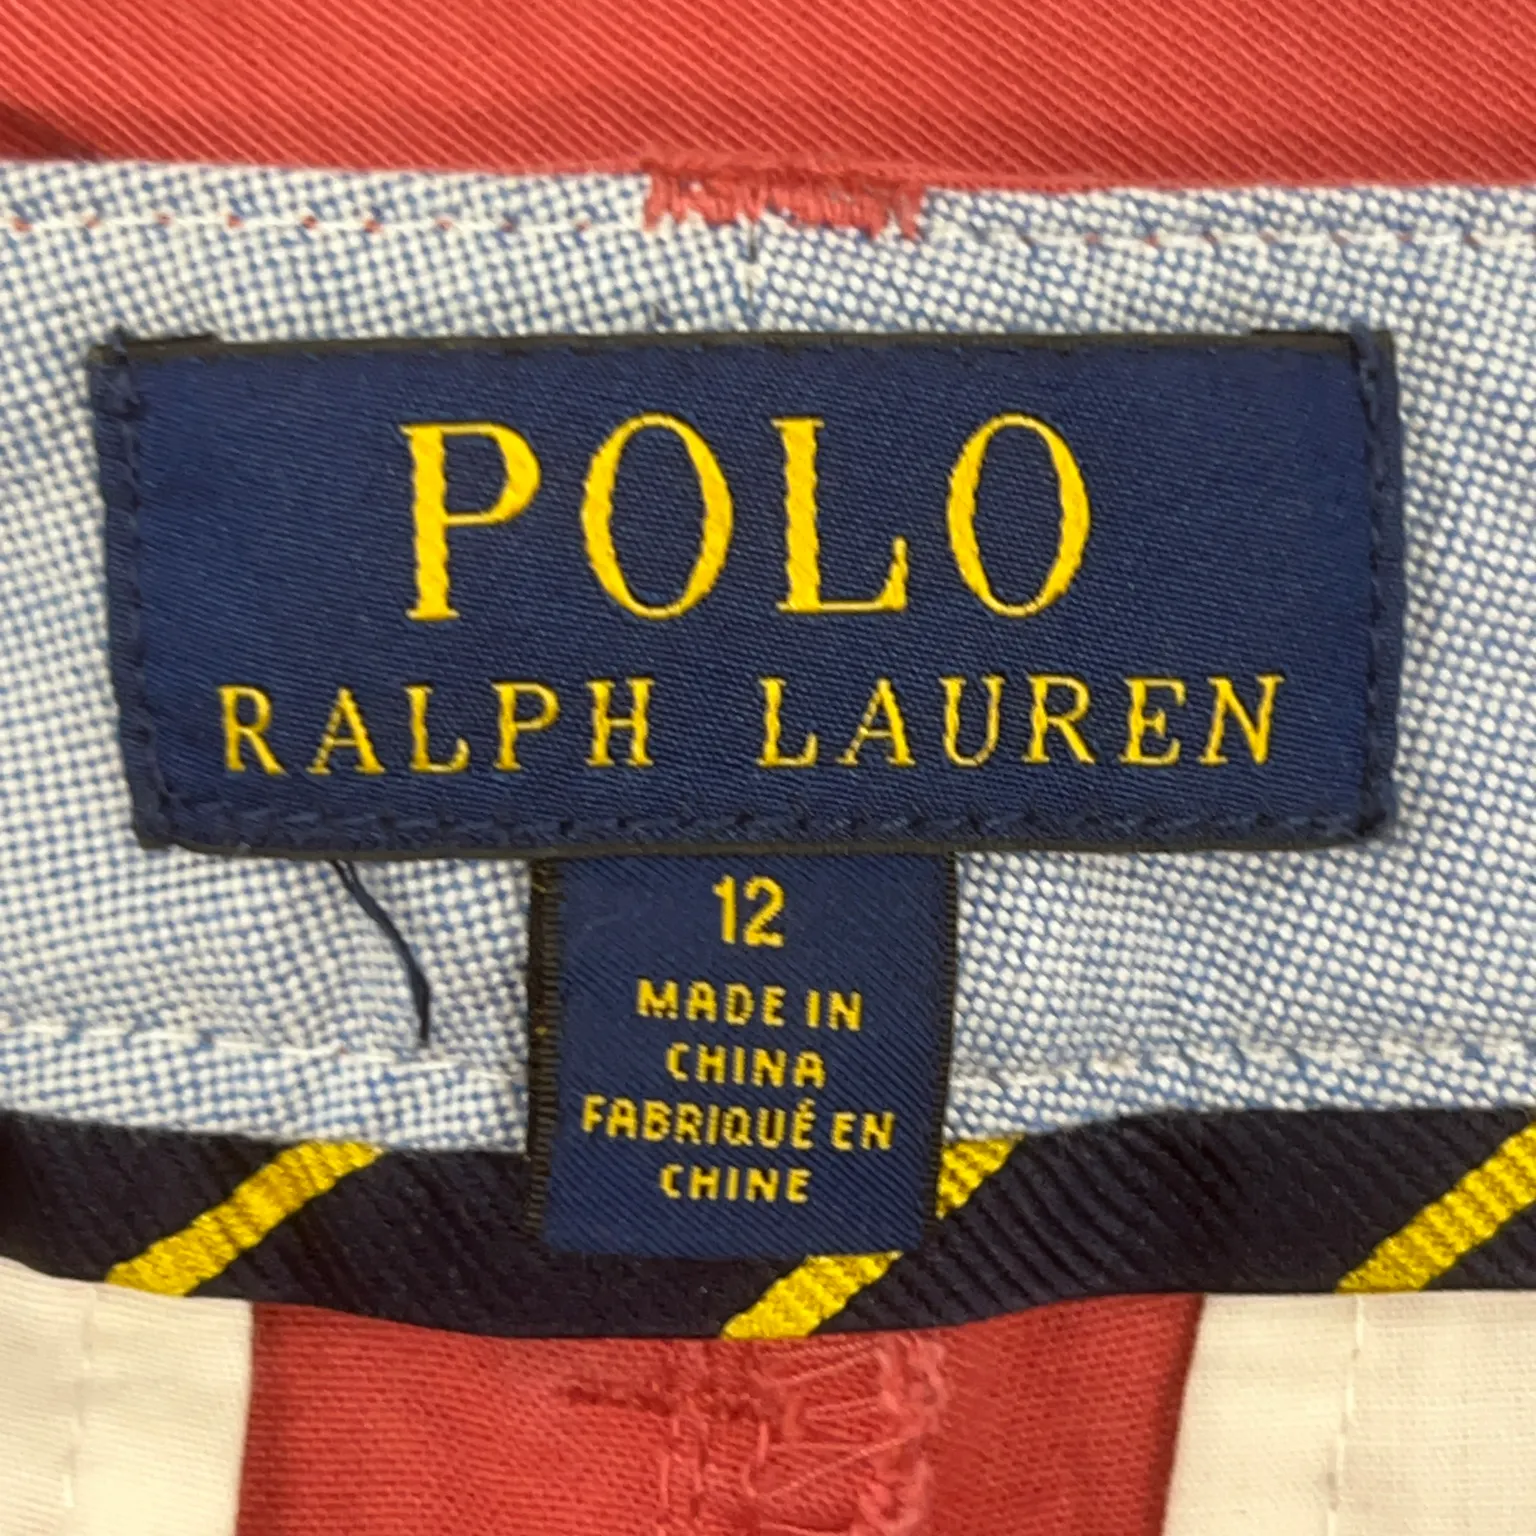 POLO
RALPH LAUREN
12
MADE IN
CHINA
FABRIQUÉ EN
CHINE